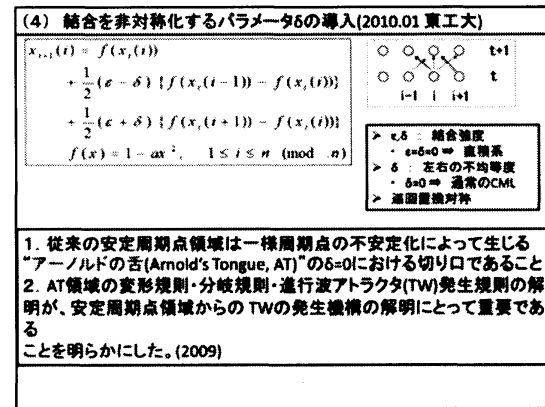 (4) 結合を非対称化するパラメータδの導入(2010.01 東工大)
x_{t+1}(i) = f(x_t(i))
+ \frac{1}{2}(ε - δ) {f(x_t(i-1)) - f(x_t(i))}
+ \frac{1}{2}(ε + δ) {f(x_t(i+1)) - f(x_t(i))}
f(x) = 1 - ax^2, 1 ≤ i ≤ n (mod n)
t+1
t
i-1 i i+1
➢ ε,δ : 結合強度
・ ε=δ=0 ➡ 直積系
➢ δ : 左右の不均等度
・ δ=0 ➡ 通常のCML
➢ 巡回置換対称
1. 従来の安定周期点領域は一様周期点の不安定化によって生じる
“アーノルドの舌(Arnold's Tongue, AT)”のδ=0における切り口であること
2. AT領域の変形規則・分岐規則・進行波アトラクタ(TW)発生規則の解
明が、安定周期点領域からの TWの発生機構の解明にとって重要であ
る
ことを明らかにした。(2009)